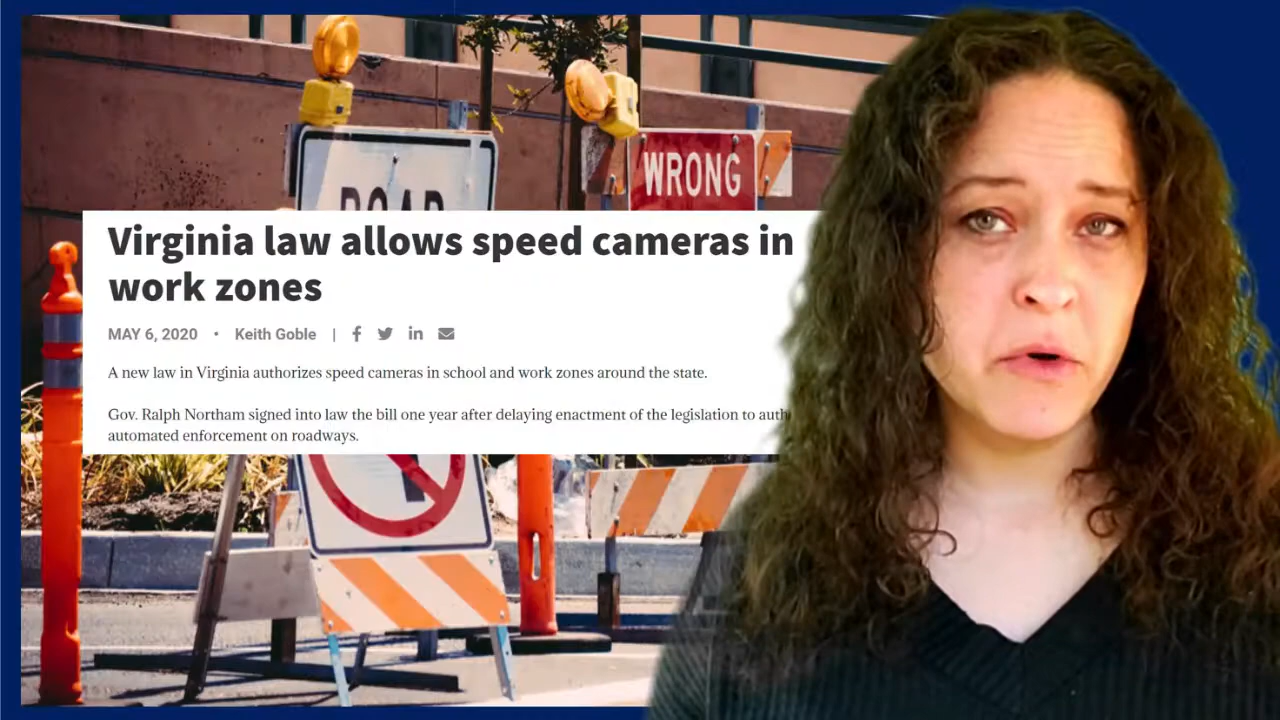 ROAD
WRONG
Virginia law allows speed cameras in
work zones
MAY 6, 2020 • Keith Goble |
A new law in Virginia authorizes speed cameras in school and work zones around the state.
Gov. Ralph Northam signed into law the bill one year after delaying enactment of the legislation to
automated enforcement on roadways.